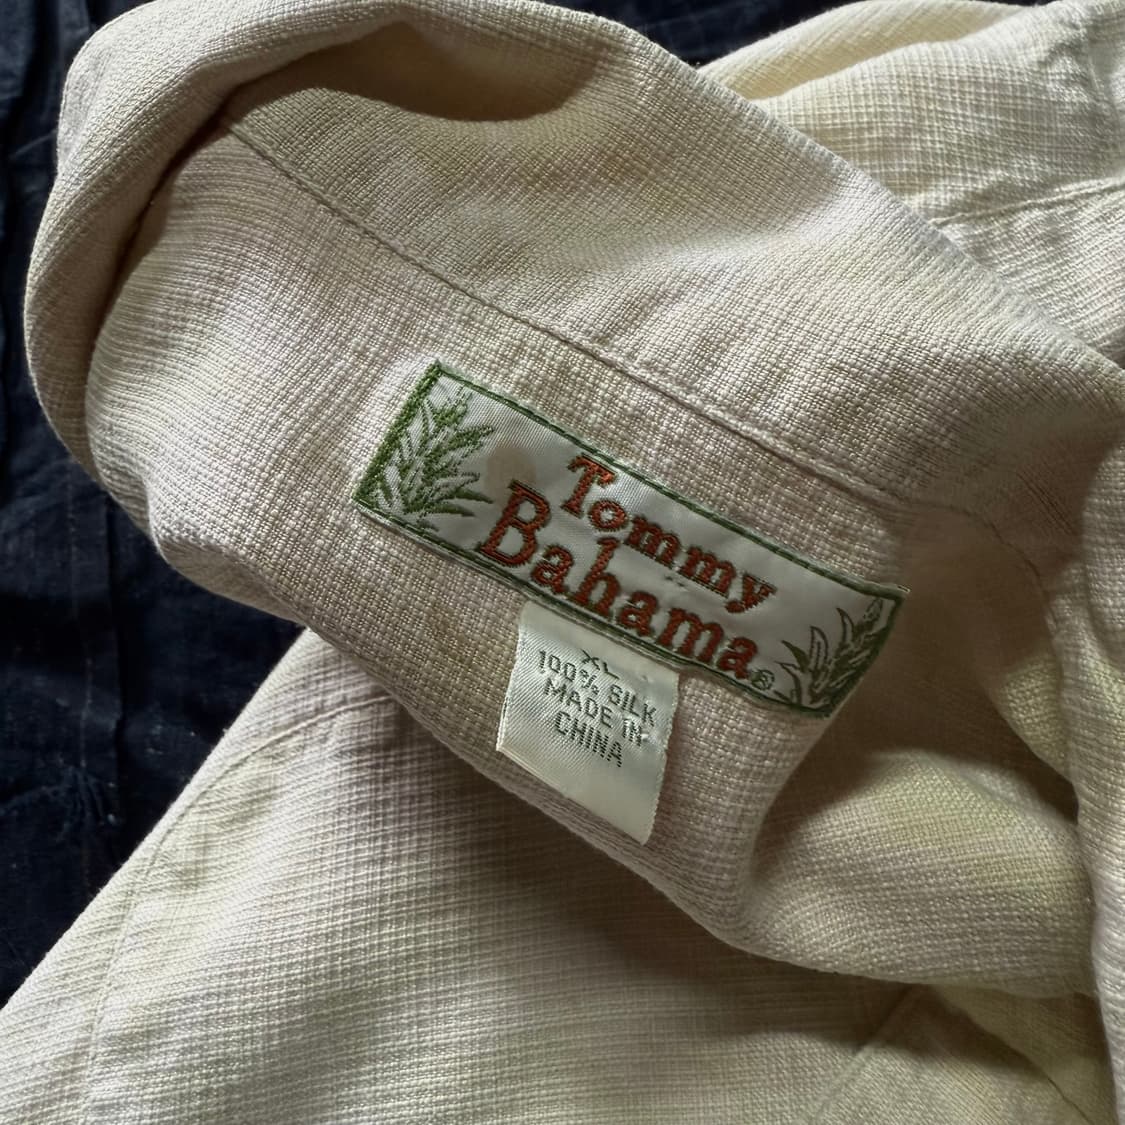 Tommy
Bahama®
XL
100% SILK
MADE IN
CHINA